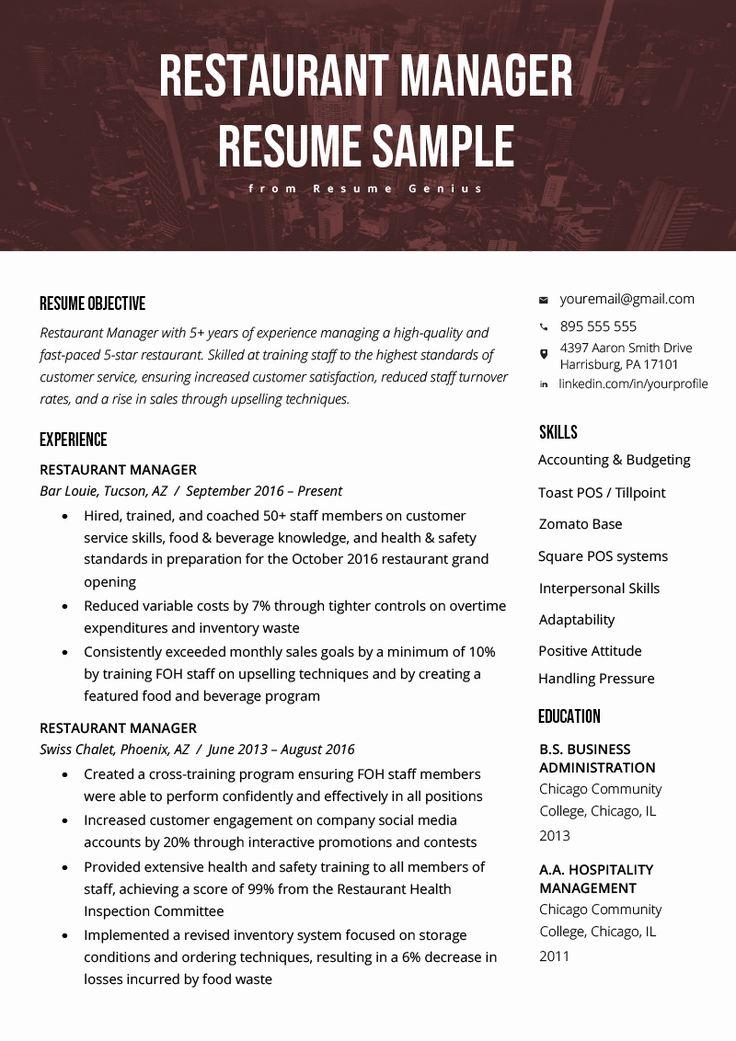 RESTAURANT MANAGER
RESUME SAMPLE
from Resume Genius
RESUME OBJECTIVE
Restaurant Manager with 5+ years of experience managing a high-quality and
fast-paced 5-star restaurant. Skilled at training staff to the highest standards of
customer service, ensuring increased customer satisfaction, reduced staff turnover
rates, and a rise in sales through upselling techniques.
EXPERIENCE
RESTAURANT MANAGER
Bar Louie, Tucson, AZ / September 2016 – Present
• Hired, trained, and coached 50+ staff members on customer
service skills, food & beverage knowledge, and health & safety
standards in preparation for the October 2016 restaurant grand
opening
• Reduced variable costs by 7% through tighter controls on overtime
expenditures and inventory waste
• Consistently exceeded monthly sales goals by a minimum of 10%
by training FOH staff on upselling techniques and by creating a
featured food and beverage program
RESTAURANT MANAGER
Swiss Chalet, Phoenix, AZ / June 2013 – August 2016
• Created a cross-training program ensuring FOH staff members
were able to perform confidently and effectively in all positions
• Increased customer engagement on company social media
accounts by 20% through interactive promotions and contests
• Provided extensive health and safety training to all members of
staff, achieving a score of 99% from the Restaurant Health
Inspection Committee
• Implemented a revised inventory system focused on storage
conditions and ordering techniques, resulting in a 6% decrease in
losses incurred by food waste
youremail@gmail.com
895 555 555
4397 Aaron Smith Drive
Harrisburg, PA 17101
in linkedin.com/in/yourprofile
SKILLS
Accounting & Budgeting
Toast POS / Tillpoint
Zomato Base
Square POS systems
Interpersonal Skills
Adaptability
Positive Attitude
Handling Pressure
EDUCATION
B.S. BUSINESS
ADMINISTRATION
Chicago Community
College, Chicago, IL
2013
A.A. HOSPITALITY
MANAGEMENT
Chicago Community
College, Chicago, IL
2011